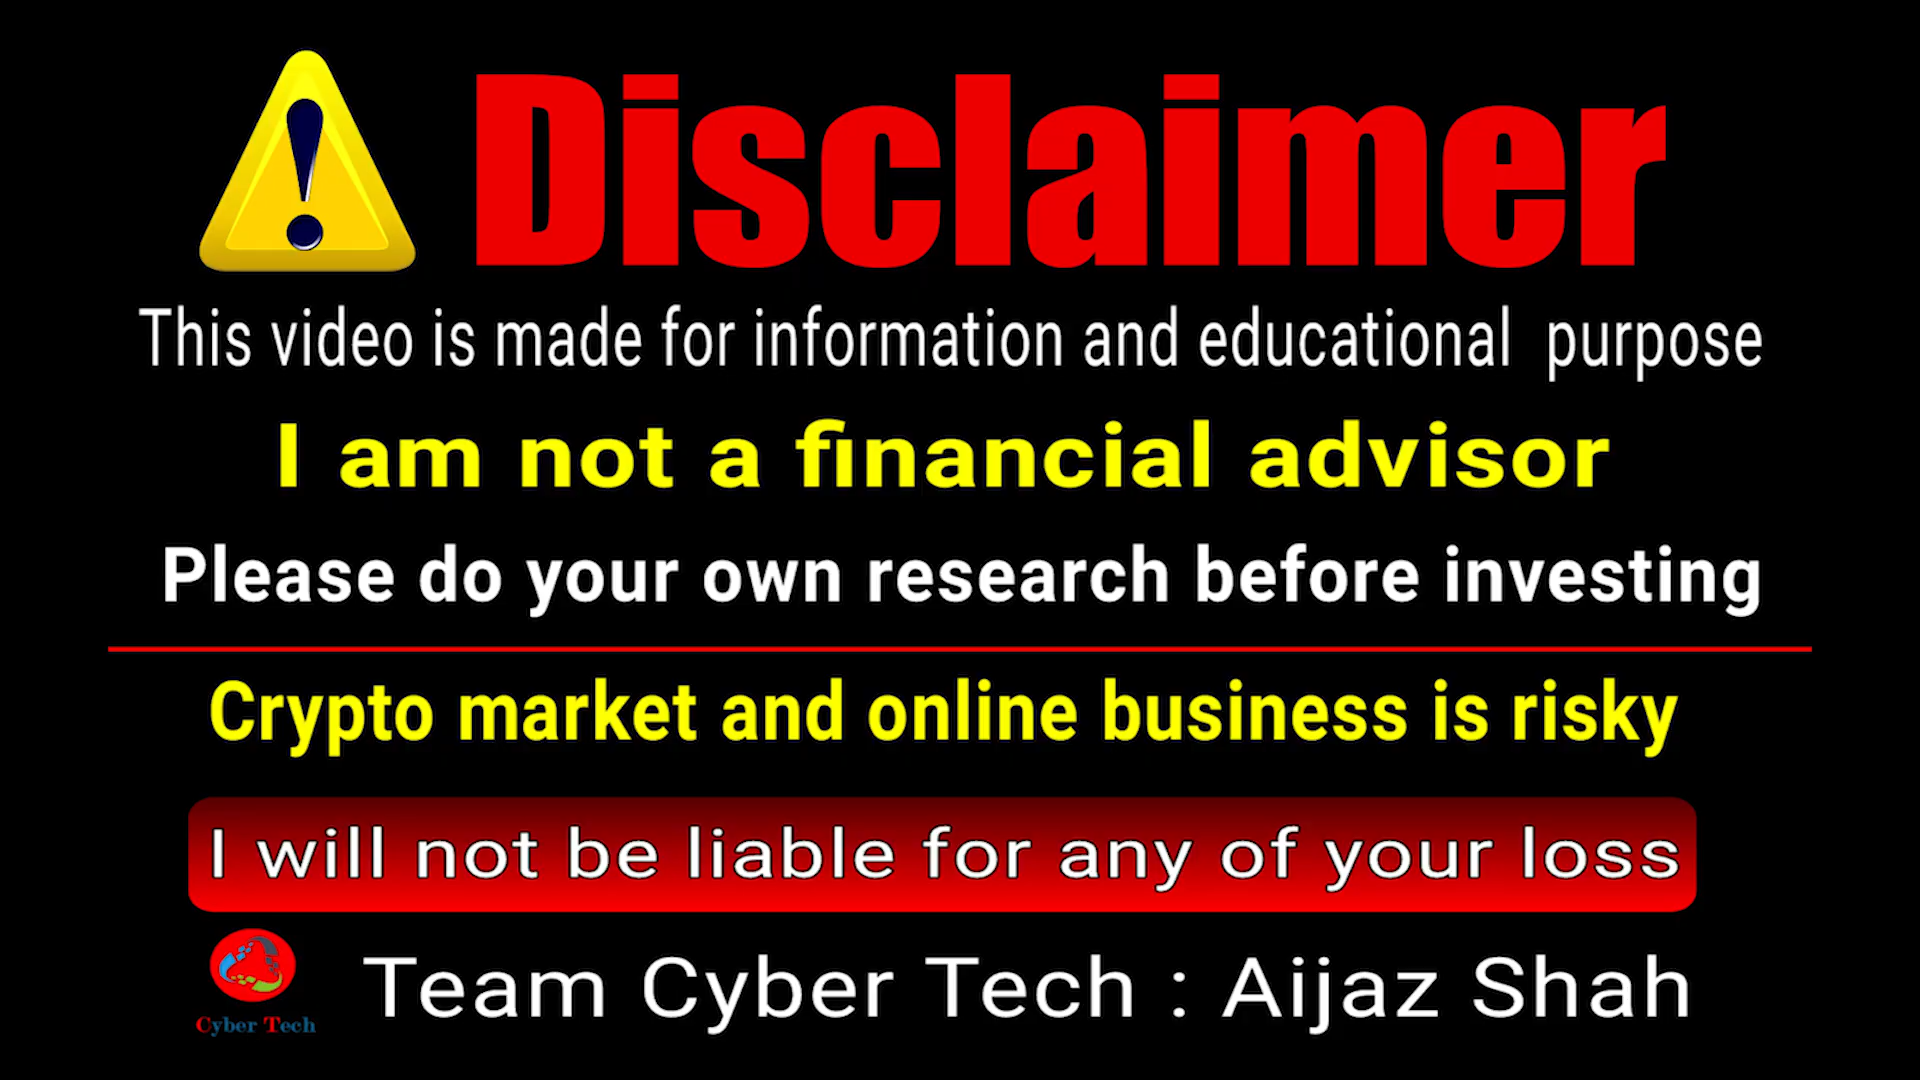 Disclaimer
This video is made for information and educational purpose
I am not a financial advisor
Please do your own research before investing
Crypto market and online business is risky
I will not be liable for any of your loss
Team Cyber Tech : Aijaz Shah
Cyber Tech